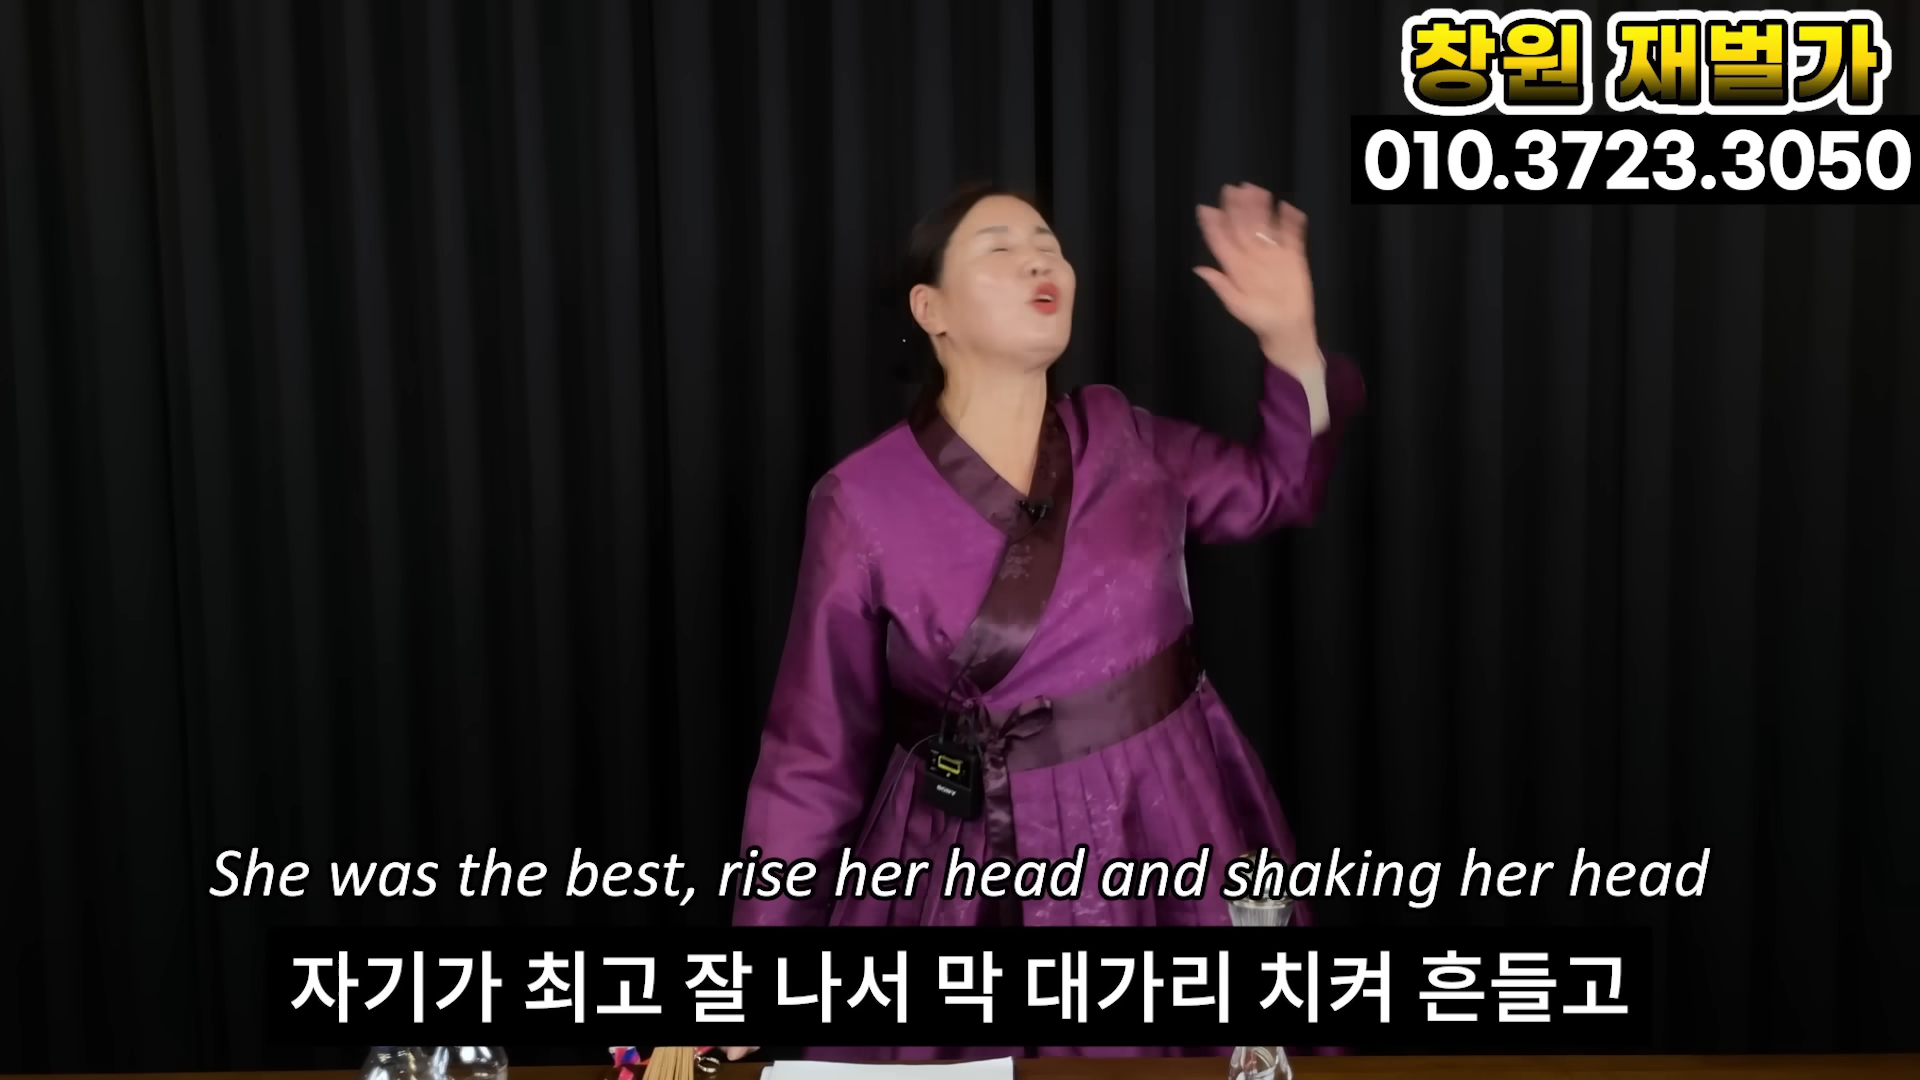 창원 재벌가
010.3723.3050
SONY
She was the best, rise her head and shaking her head
자기가 최고 잘 나서 막 대가리 치켜 흔들고